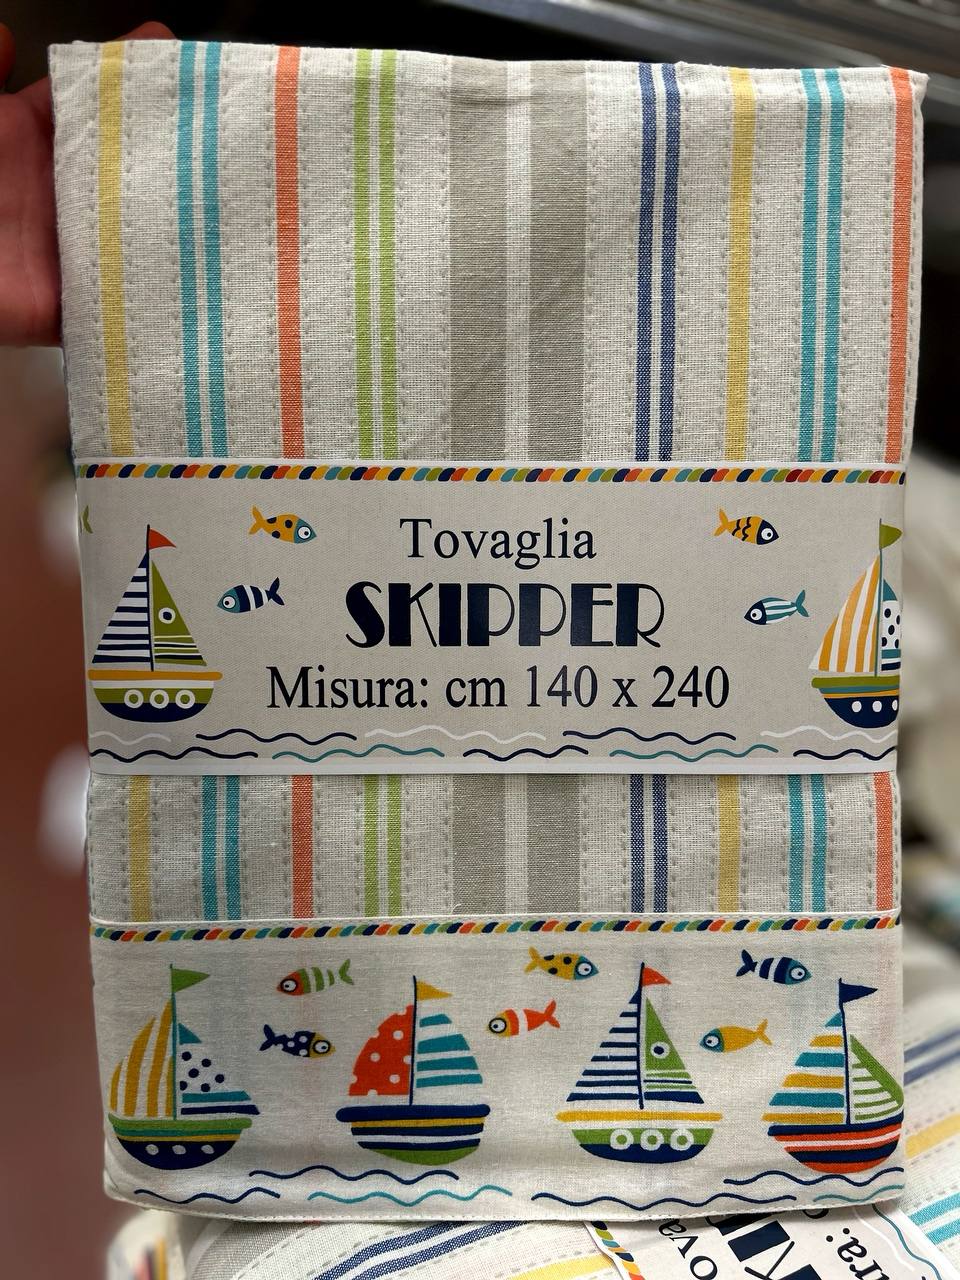 Tovaglia
SKIPPER
Misura: cm 140 x 240